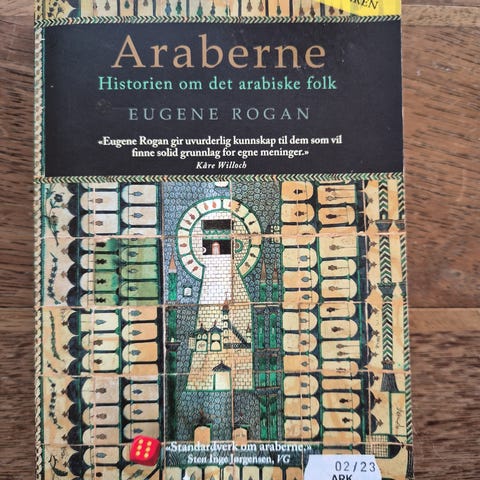 Araberne
Historien om det arabiske folk
EUGENE ROGAN
«Eugene Rogan gir uvurderlig kunnskap til dem som vil
finne solid grunnlag for egne meninger.»
Kåre Willoch
«Standardverk om araberne.»
Sten Inge Jørgensen, VG
02/23
ARK